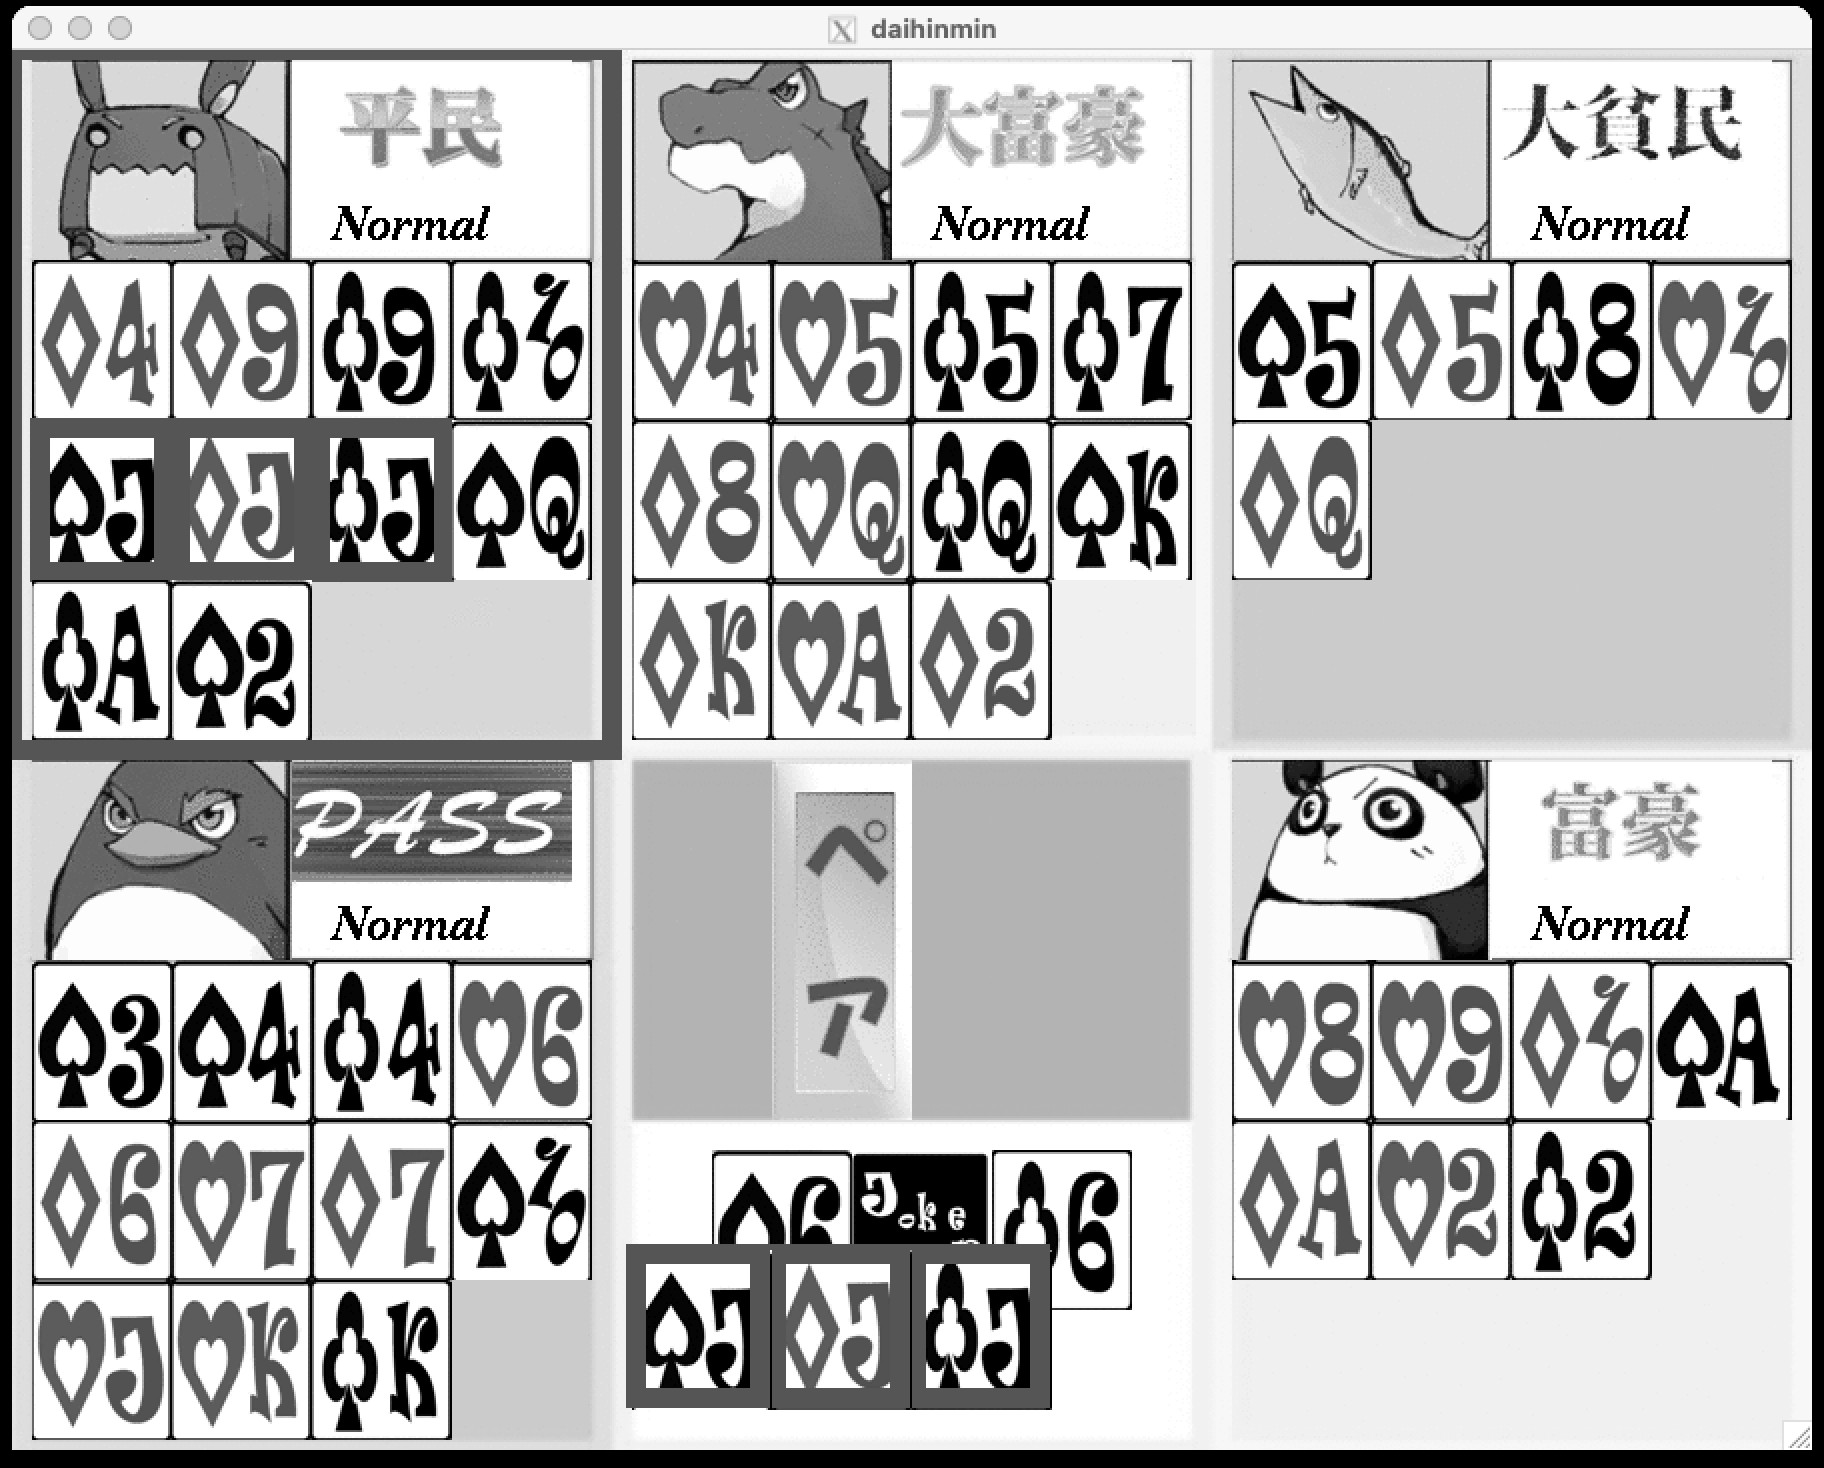 daihinmin
平民
Normal
大富豪
Normal
大貧民
Normal
4 9 9 10
J J J Q
A 2
4 5 5 7
8 Q Q K
K A 2
5 5 8 10
Q
PASS
Normal
3 4 4 6
6 7 7 10
J K K
ペア
6 Joke 6
J J J
富豪
Normal
8 9 10 A
A 2 2